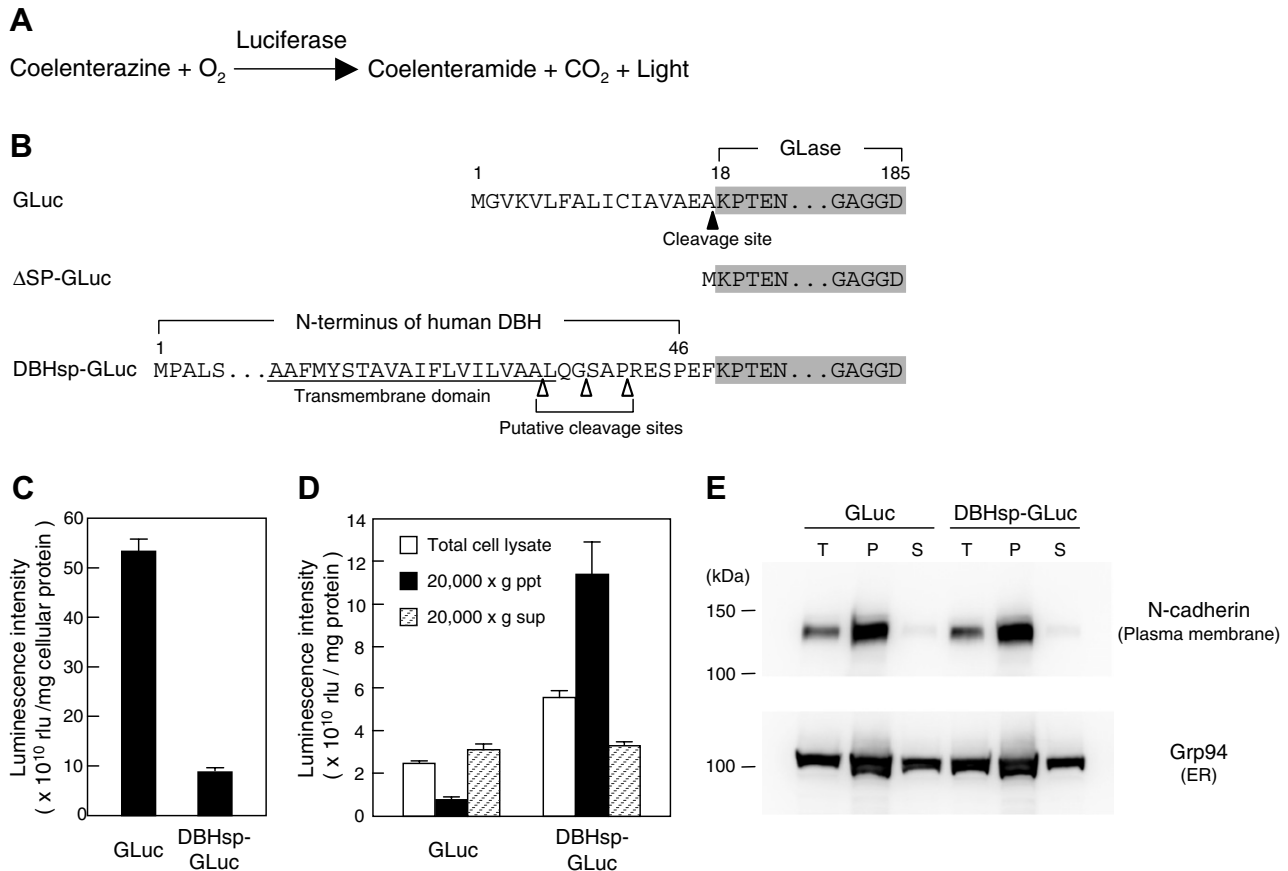 A
Luciferase
Coelenterazine + O2 Coelenteramide + CO2 + Light
B
GLase
1 18 185
GLuc MGVKVLFALICIAVAEAKPTEN...GAGGD
Cleavage site
ΔSP-GLuc MKPTEN...GAGGD
N-terminus of human DBH
1 46
DBHsp-GLuc MPALS...AAFMYSTAVAIFLVILVAALQGSAPRESPEFKPTEN...GAGGD
Transmembrane domain
Putative cleavage sites
C
Luminescence intensity
( x 10^10 rlu /mg cellular protein )
60
50
53
20
10
0
GLuc DBHsp-GLuc
D
Luminescence intensity
( x 10^10 rlu / mg protein )
14
12
10
8
6
4
2
0
Total cell lysate
20,000 x g ppt
20,000 x g sup
GLuc DBHsp-GLuc
E
GLuc DBHsp-GLuc
T P S T P S
(kDa)
150
100
N-cadherin
(Plasma membrane)
100
Grp94
(ER)